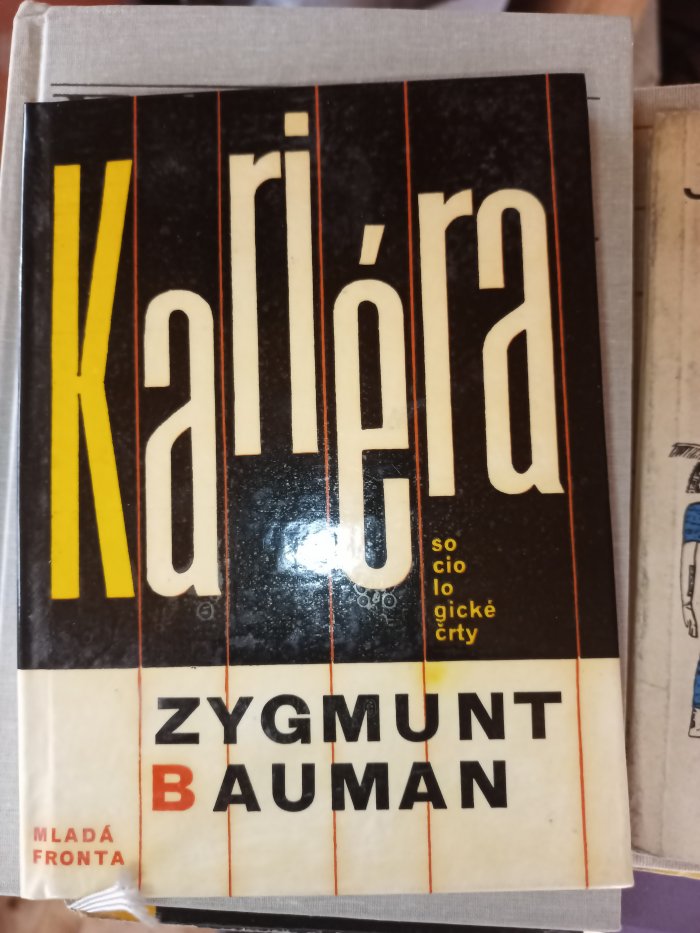 Kariéra
so
cio
lo
gické
črty
ZYGMUNT
BAUMAN
MLADÁ
FRONTA